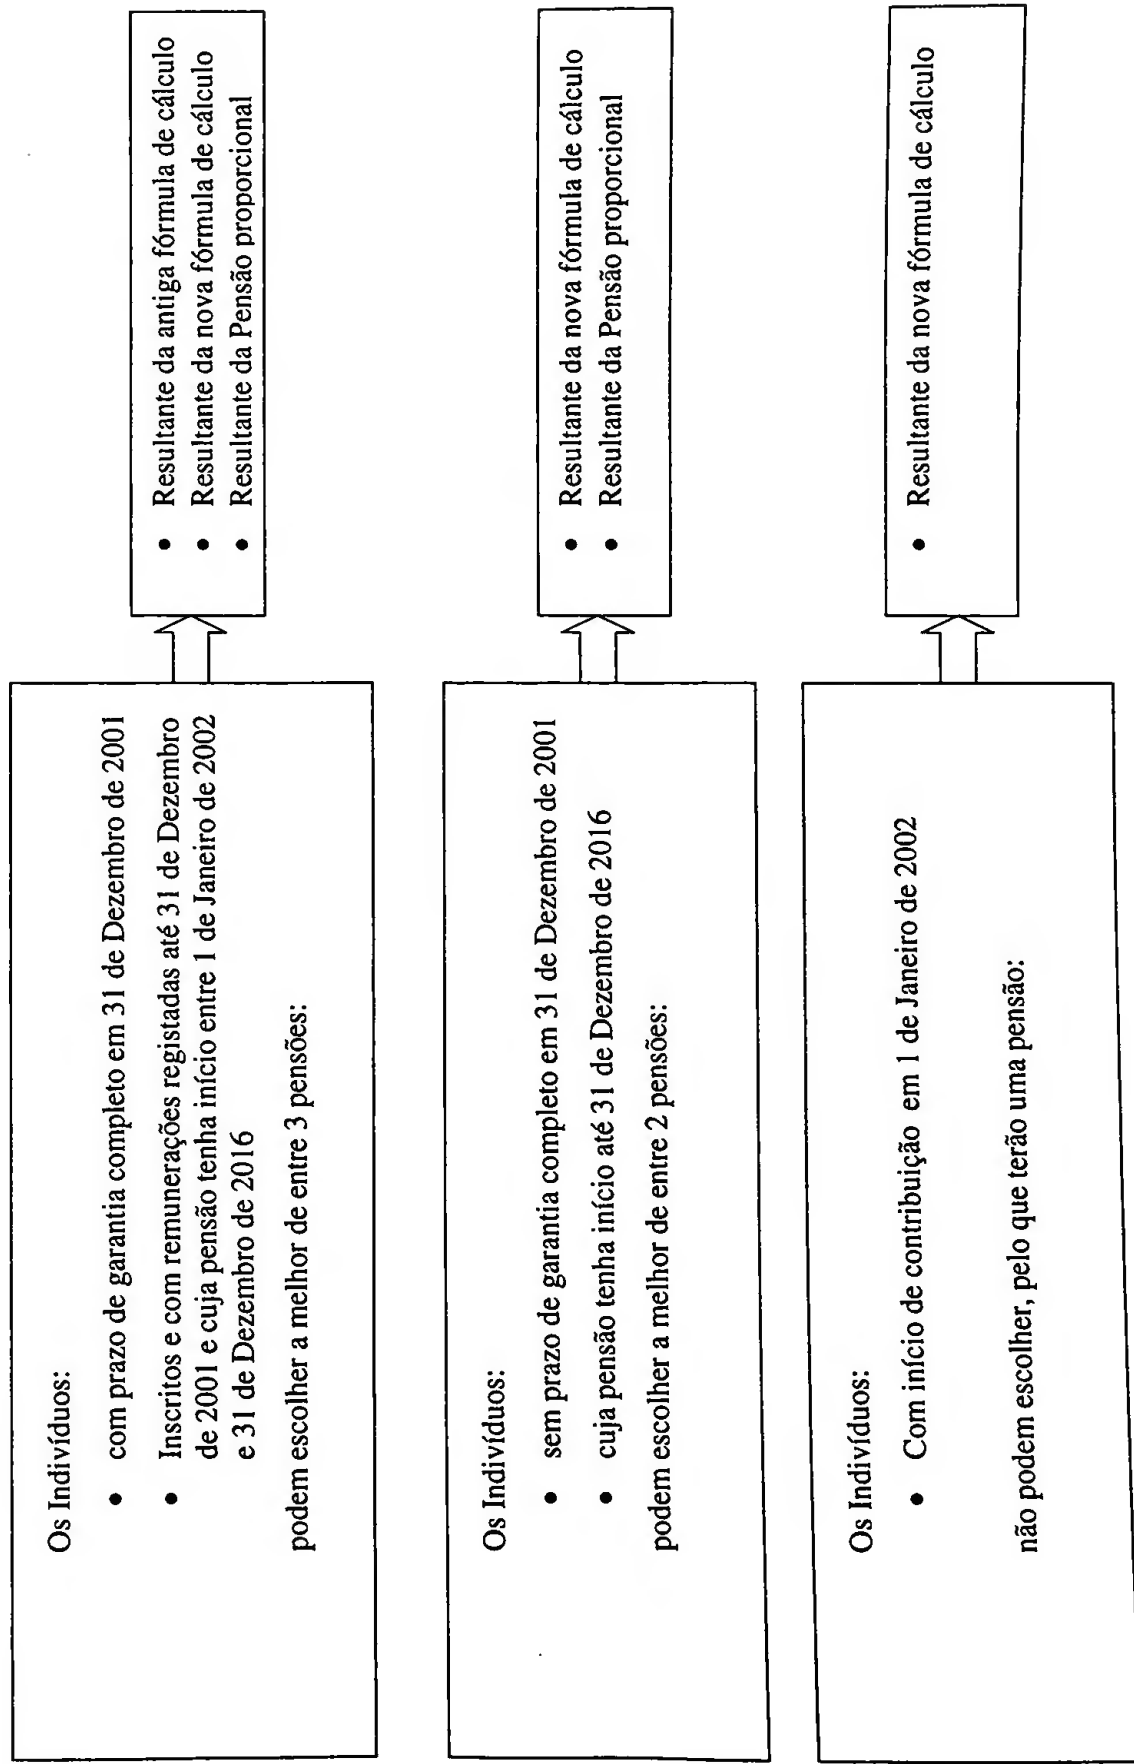 Os Indivíduos:
• com prazo de garantia completo em 31 de Dezembro de 2001
• Inscritos e com remunerações registadas até 31 de Dezembro
de 2001 e cuja pensão tenha início entre 1 de Janeiro de 2002
e 31 de Dezembro de 2016
podem escolher a melhor de entre 3 pensões:
• Resultante da antiga fórmula de cálculo
• Resultante da nova fórmula de cálculo
• Resultante da Pensão proporcional
Os Indivíduos:
• sem prazo de garantia completo em 31 de Dezembro de 2001
• cuja pensão tenha início até 31 de Dezembro de 2016
podem escolher a melhor de entre 2 pensões:
• Resultante da nova fórmula de cálculo
• Resultante da Pensão proporcional
Os Indivíduos:
• Com início de contribuição em 1 de Janeiro de 2002
não podem escolher, pelo que terão uma pensão:
• Resultante da nova fórmula de cálculo